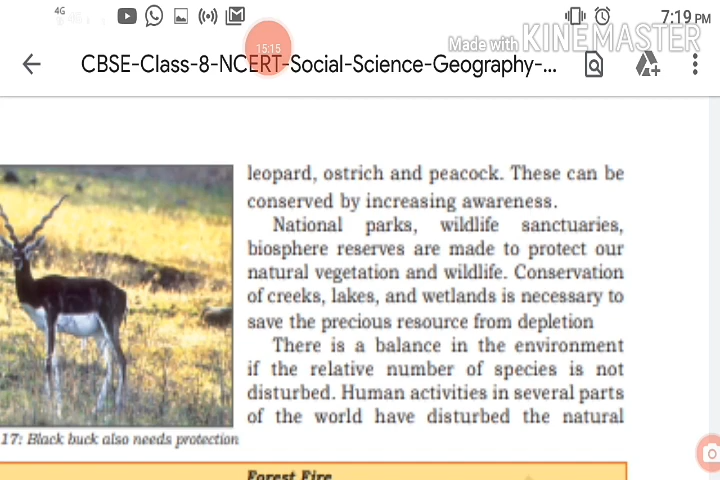 4G
7:19 PM
15:15
Made with KINEMASTER
CBSE-Class-8-NCERT-Social-Science-Geography-...
leopard, ostrich and peacock. These can be
conserved by increasing awareness.
National parks, wildlife sanctuaries,
biosphere reserves are made to protect our
natural vegetation and wildlife. Conservation
of creeks, lakes, and wetlands is necessary to
save the precious resource from depletion
There is a balance in the environment
if the relative number of species is not
disturbed. Human activities in several parts
of the world have disturbed the natural
17: Black buck also needs protection
Forest Fire